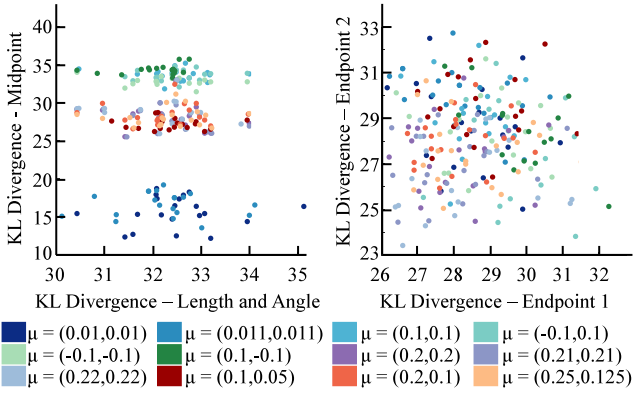 KL Divergence - Midpoint
40
35
30
25
20
15
10
30 31 32 33 34 35
KL Divergence – Length and Angle
KL Divergence – Endpoint 2
33
31
29
27
25
23
26 27 28 29 30 31 32
KL Divergence – Endpoint 1
μ = (0.01,0.01) μ = (0.011,0.011) μ = (0.1,0.1) μ = (-0.1,0.1)
μ = (-0.1,-0.1) μ = (0.1,-0.1) μ = (0.2,0.2) μ = (0.21,0.21)
μ = (0.22,0.22) μ = (0.1,0.05) μ = (0.2,0.1) μ = (0.25,0.125)